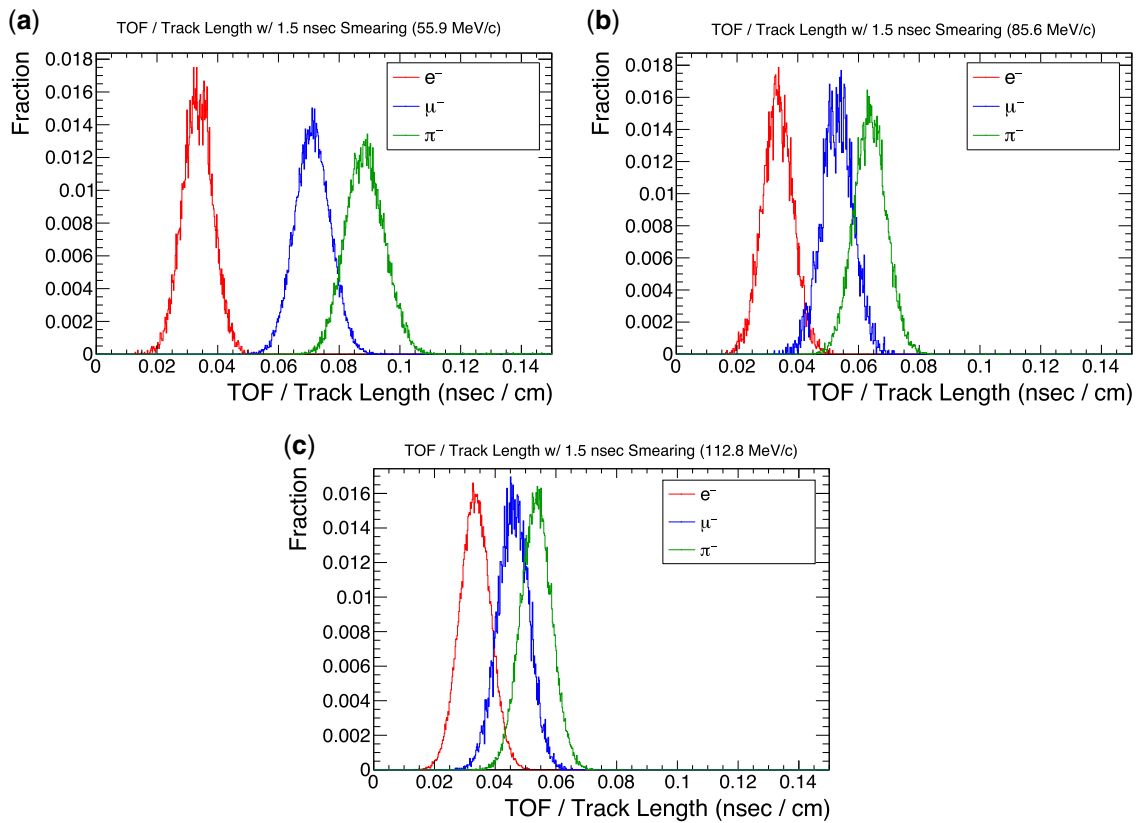 (a)
TOF / Track Length w/ 1.5 nsec Smearing (55.9 MeV/c)
Fraction
0.018
0.016
0.014
0.012
0.01
0.008
0.006
0.004
0.002
0
e⁻
μ⁻
π⁻
0 0.02 0.04 0.06 0.08 0.1 0.12 0.14
TOF / Track Length (nsec / cm)
(b)
TOF / Track Length w/ 1.5 nsec Smearing (85.6 MeV/c)
Fraction
0.018
0.016
0.014
0.012
0.01
0.008
0.006
0.004
0.002
0
e⁻
μ⁻
π⁻
0 0.02 0.04 0.06 0.08 0.1 0.12 0.14
TOF / Track Length (nsec / cm)
(c)
TOF / Track Length w/ 1.5 nsec Smearing (112.8 MeV/c)
Fraction
0.016
0.014
0.012
0.01
0.008
0.006
0.004
0.002
0
e⁻
μ⁻
π⁻
0 0.02 0.04 0.06 0.08 0.1 0.12 0.14
TOF / Track Length (nsec / cm)